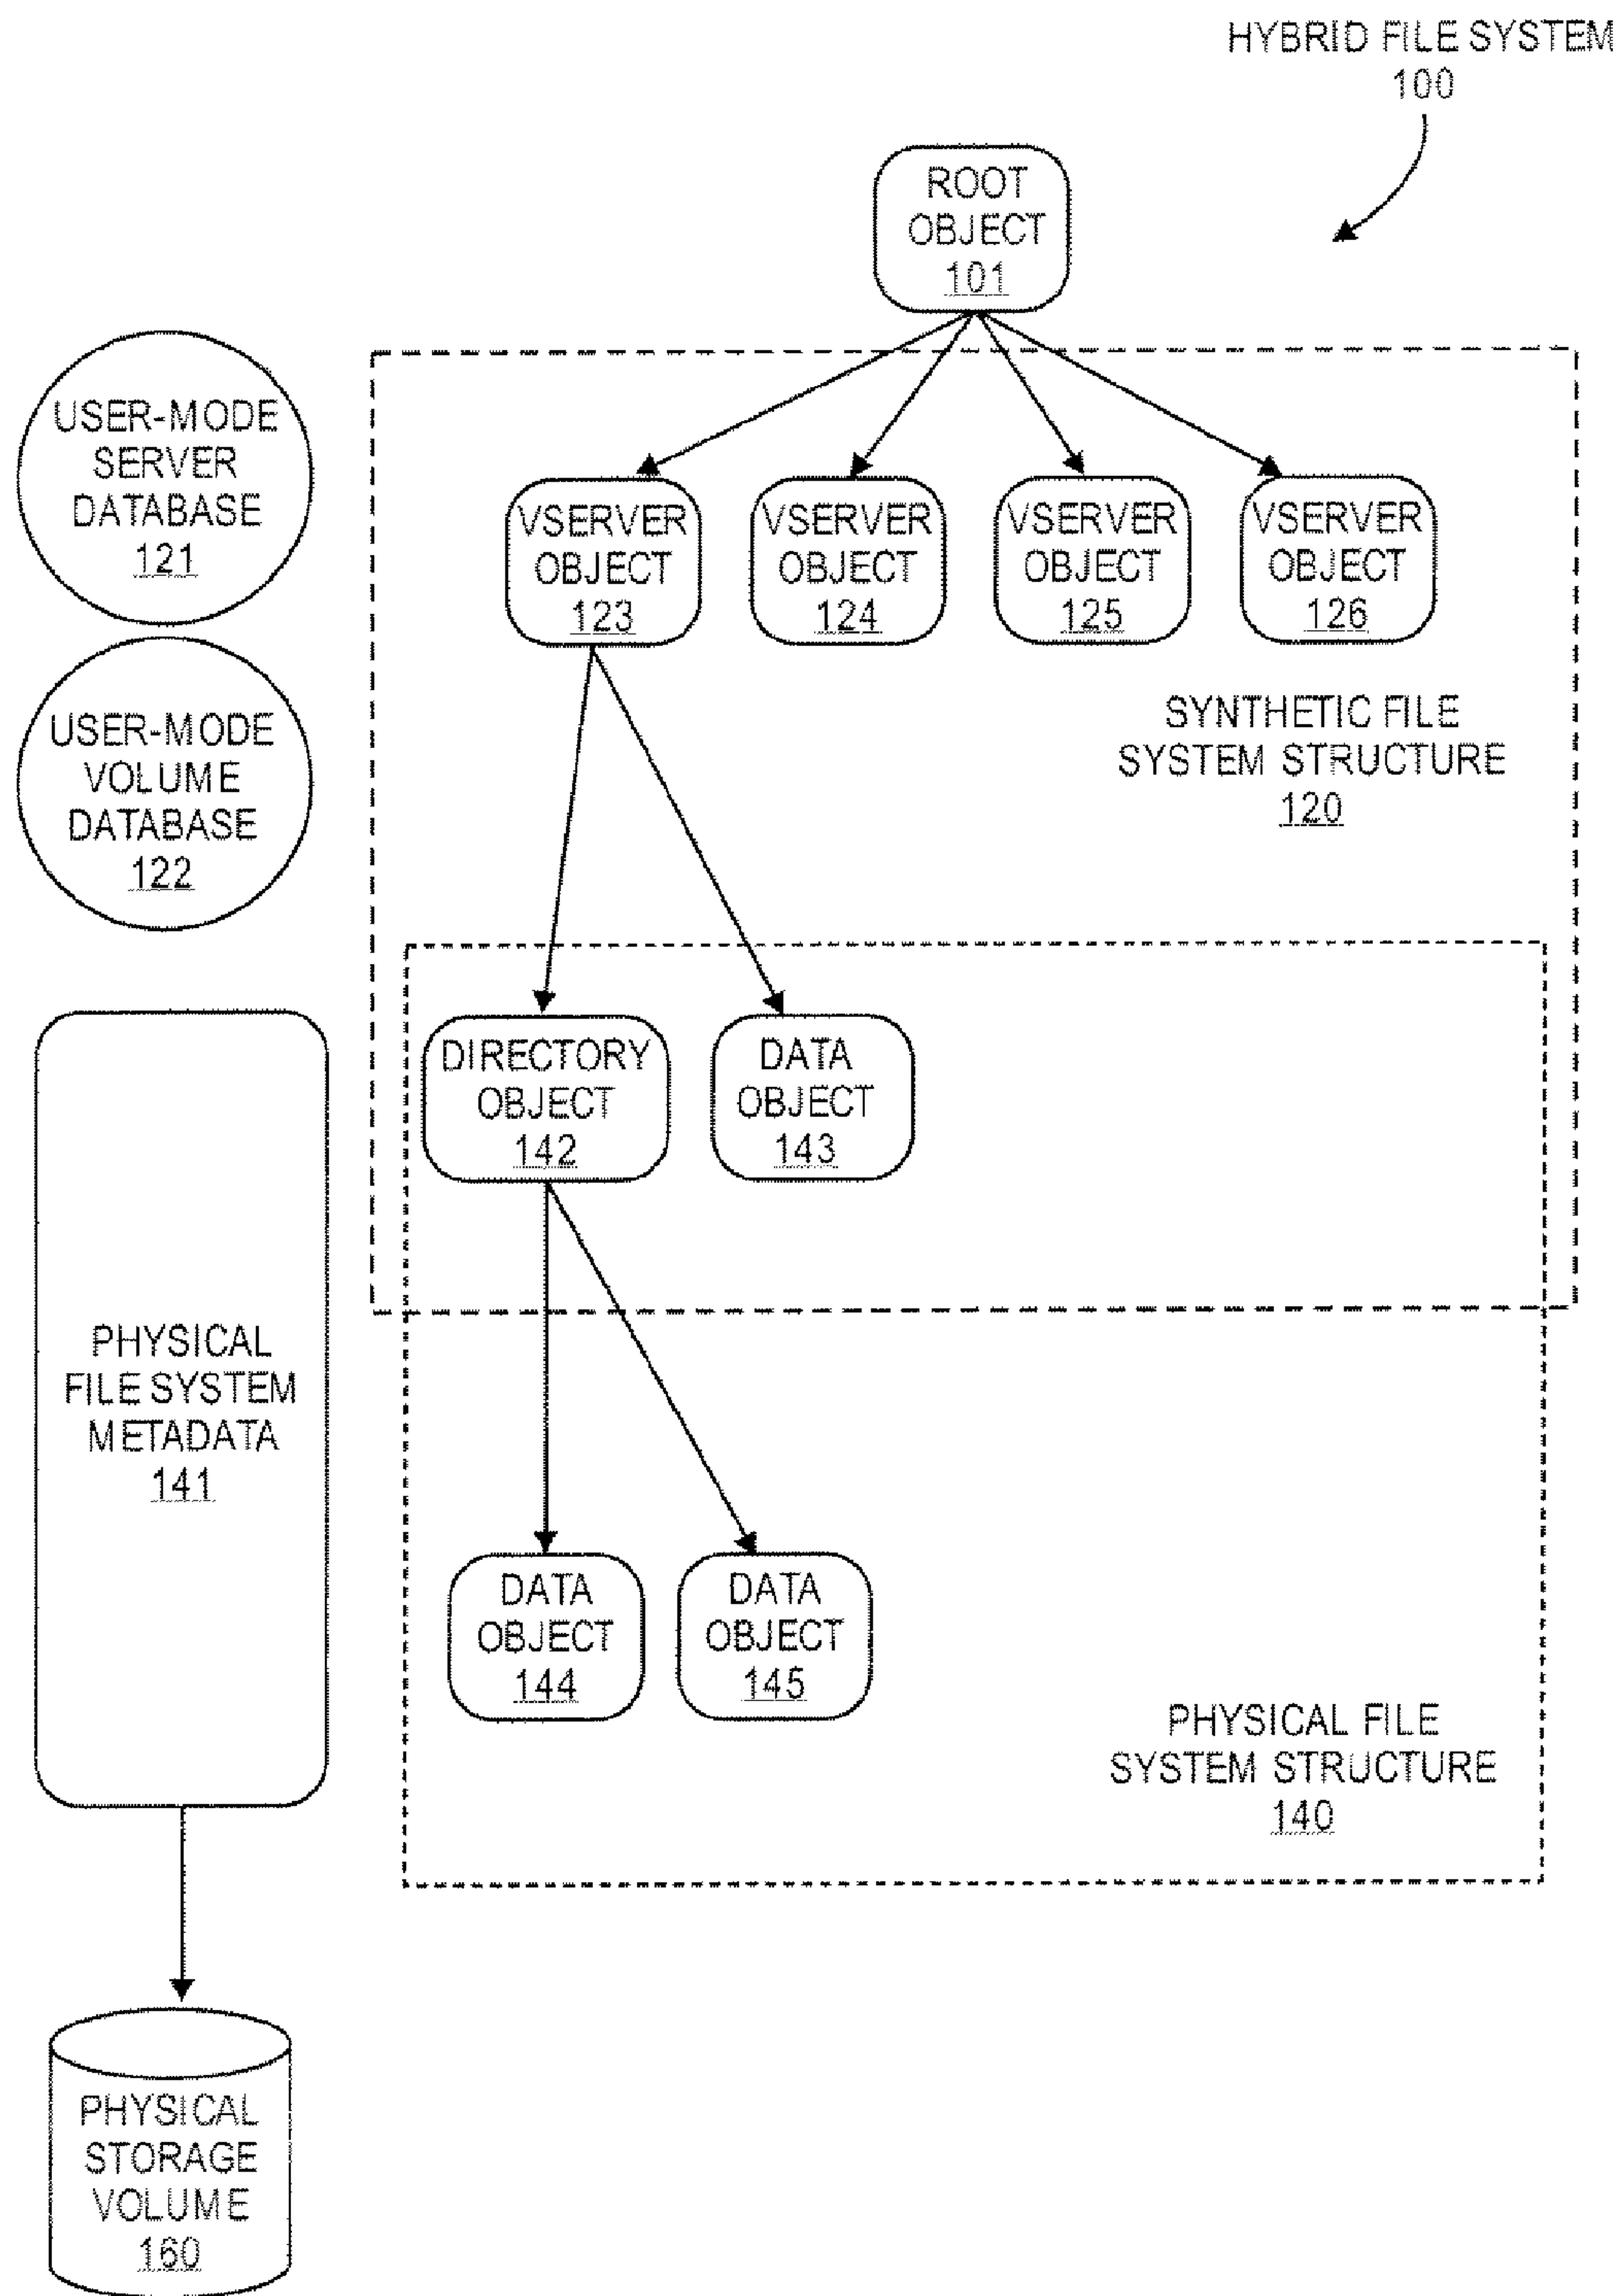 HYBRID FILE SYSTEM
100
ROOT
OBJECT
101
USER-MODE
SERVER
DATABASE
121
VSERVER
OBJECT
123
VSERVER
OBJECT
124
VSERVER
OBJECT
125
VSERVER
OBJECT
126
USER-MODE
VOLUME
DATABASE
122
SYNTHETIC FILE
SYSTEM STRUCTURE
120
DIRECTORY
OBJECT
142
DATA
OBJECT
143
PHYSICAL
FILE SYSTEM
METADATA
141
DATA
OBJECT
144
DATA
OBJECT
145
PHYSICAL FILE
SYSTEM STRUCTURE
140
PHYSICAL
STORAGE
VOLUME
160